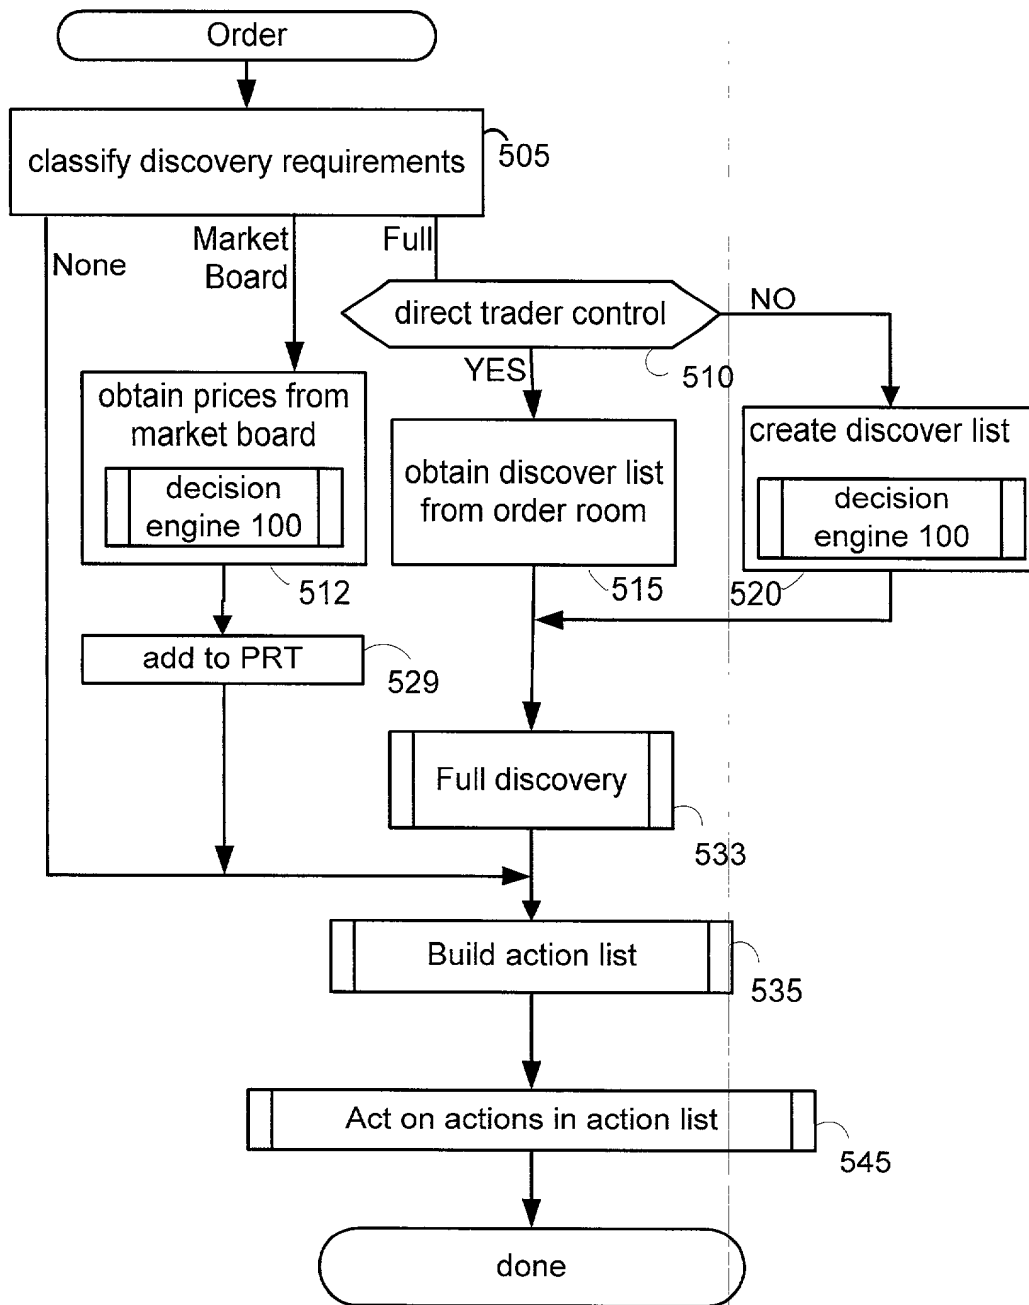 Order
classify discovery requirements
505
None
Market
Board
Full
direct trader control
NO
510
YES
obtain prices from
market board
decision
engine 100
512
obtain discover list
from order room
515
create discover list
decision
engine 100
520
add to PRT
529
Full discovery
533
Build action list
535
Act on actions in action list
545
done